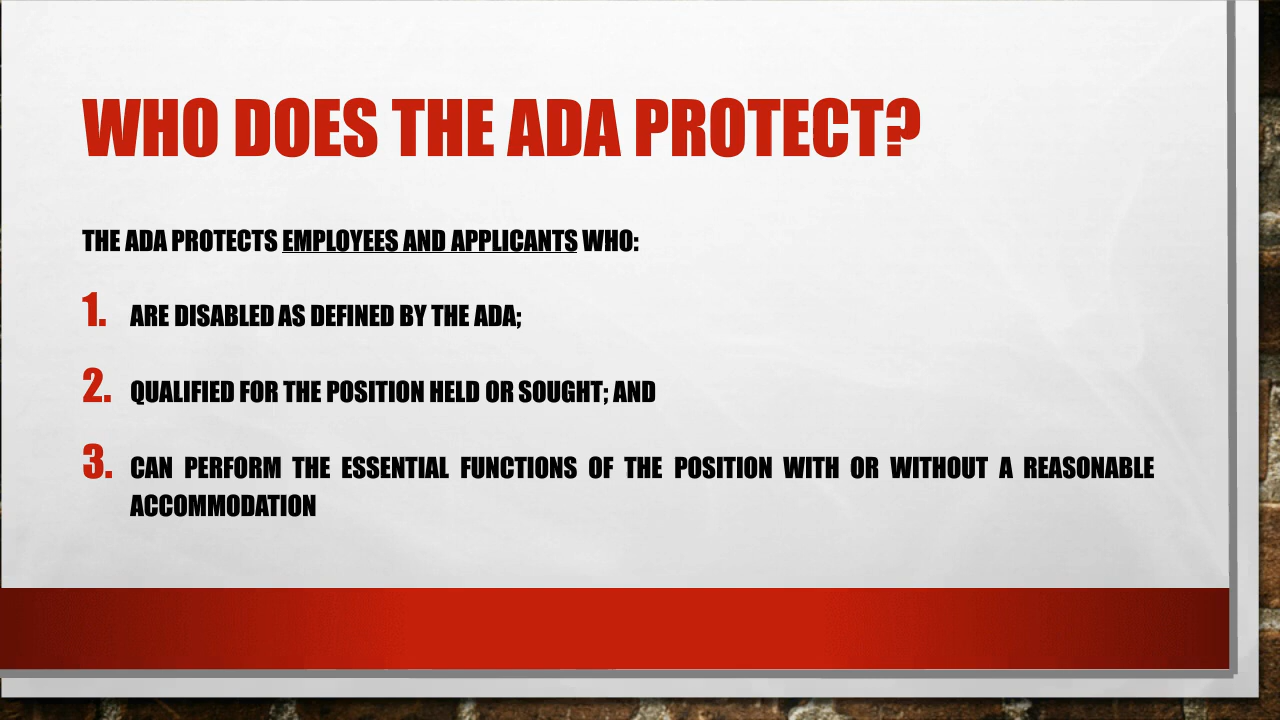 WHO DOES THE ADA PROTECT?
THE ADA PROTECTS EMPLOYEES AND APPLICANTS WHO:
1. ARE DISABLED AS DEFINED BY THE ADA;
2. QUALIFIED FOR THE POSITION HELD OR SOUGHT; AND
3. CAN PERFORM THE ESSENTIAL FUNCTIONS OF THE POSITION WITH OR WITHOUT A REASONABLE
ACCOMMODATION